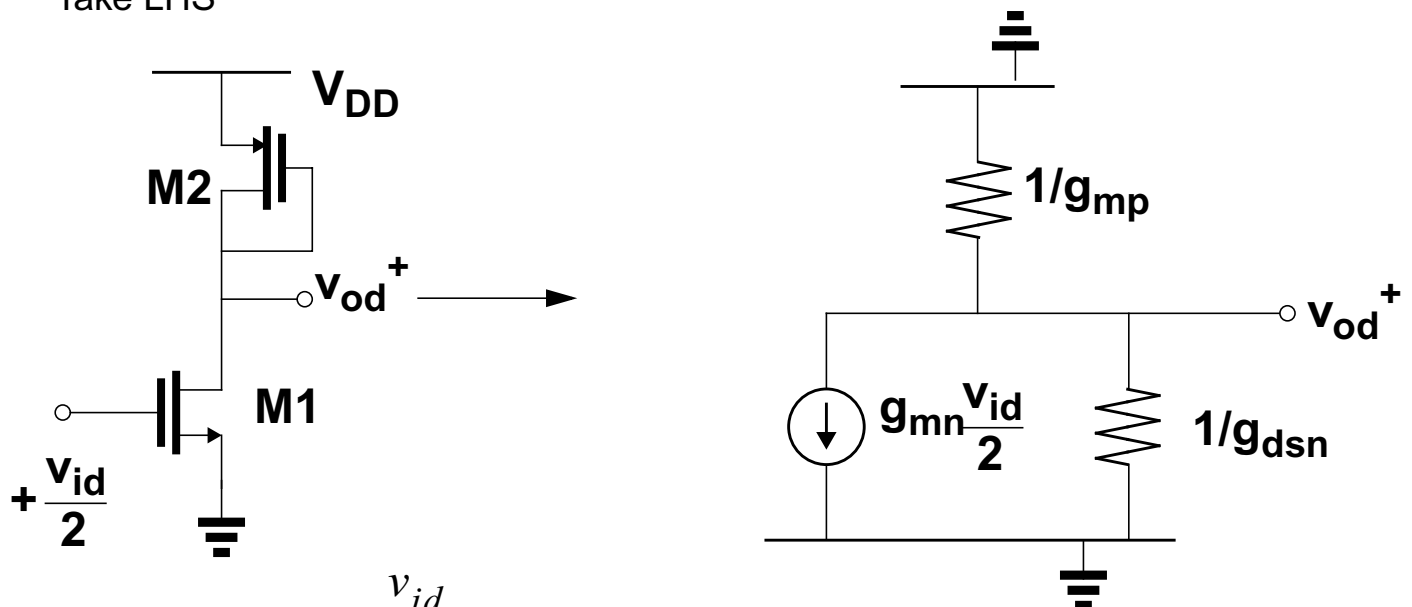 Take LHS
V_DD
M2
1/g_mp
v_od^+
v_od^+
M1
g_mn v_id/2
1/g_dsn
+ v_id/2
v_id